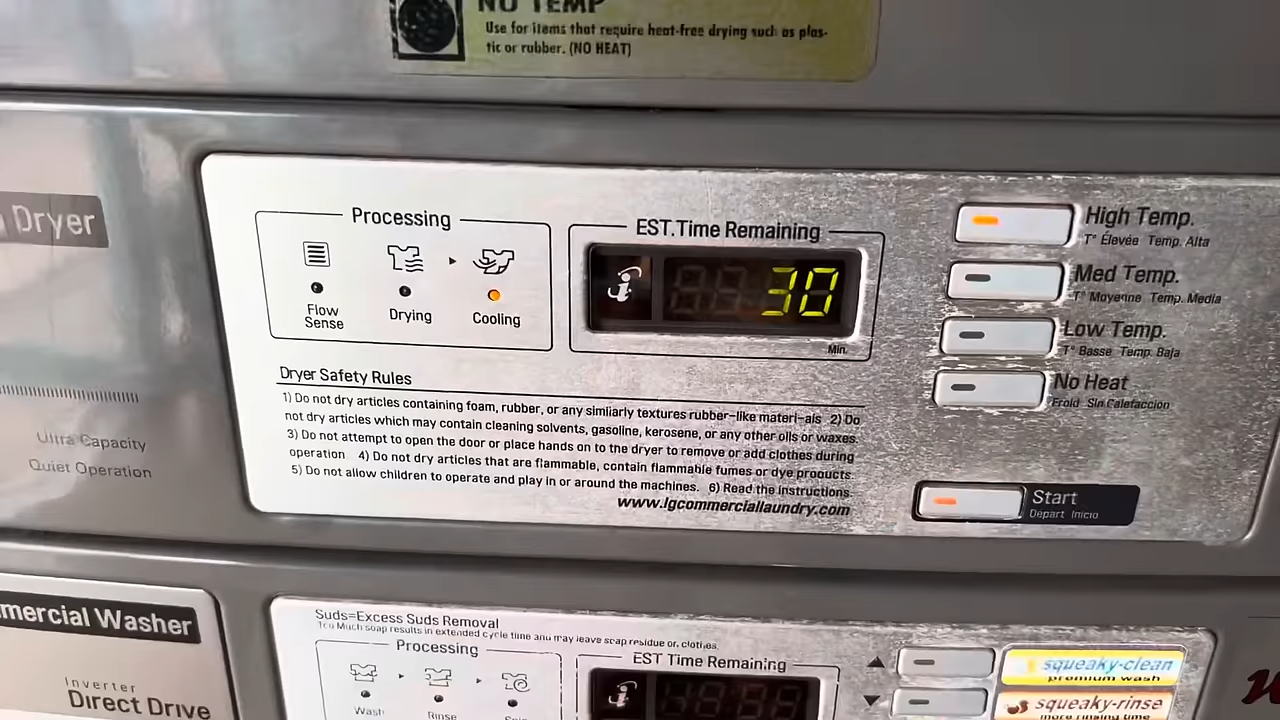 NO TEMP
Use for items that require heat-free drying such as plas-
tic or rubber. (NO HEAT)
Dryer
Ultra Capacity
Quiet Operation
Processing
Flow
Sense
Drying
Cooling
EST.Time Remaining
30
Min.
High Temp.
T° Élevée Temp. Alta
Med Temp.
T° Moyenne Temp. Media
Low Temp.
T° Basse Temp. Baja
No Heat
Froid Sin Calefacción
Dryer Safety Rules
1) Do not dry articles containing foam, rubber, or any simliarly textures rubber-like materi-als 2) Do
not dry articles which may contain cleaning solvents, gasoline, kerosene, or any other oils or waxes.
3) Do not attempt to open the door or place hands on to the dryer to remove or add clothes during
operation 4) Do not dry articles that are flammable, contain flammable fumes or dye products.
5) Do not allow children to operate and play in or around the machines. 6) Read the instructions.
www.lgcommerciallaundry.com
Start
Départ Inicio
mercial Washer
Inverter
Direct Drive
Suds=Excess Suds Removal
Too Much soap results in extended cycle time and may leave soap residue or. clothes.
Processing
Wash
Rinse
EST Time Remaining
squeaky-clean
premium wash
squeaky-rinse
more rinsing time